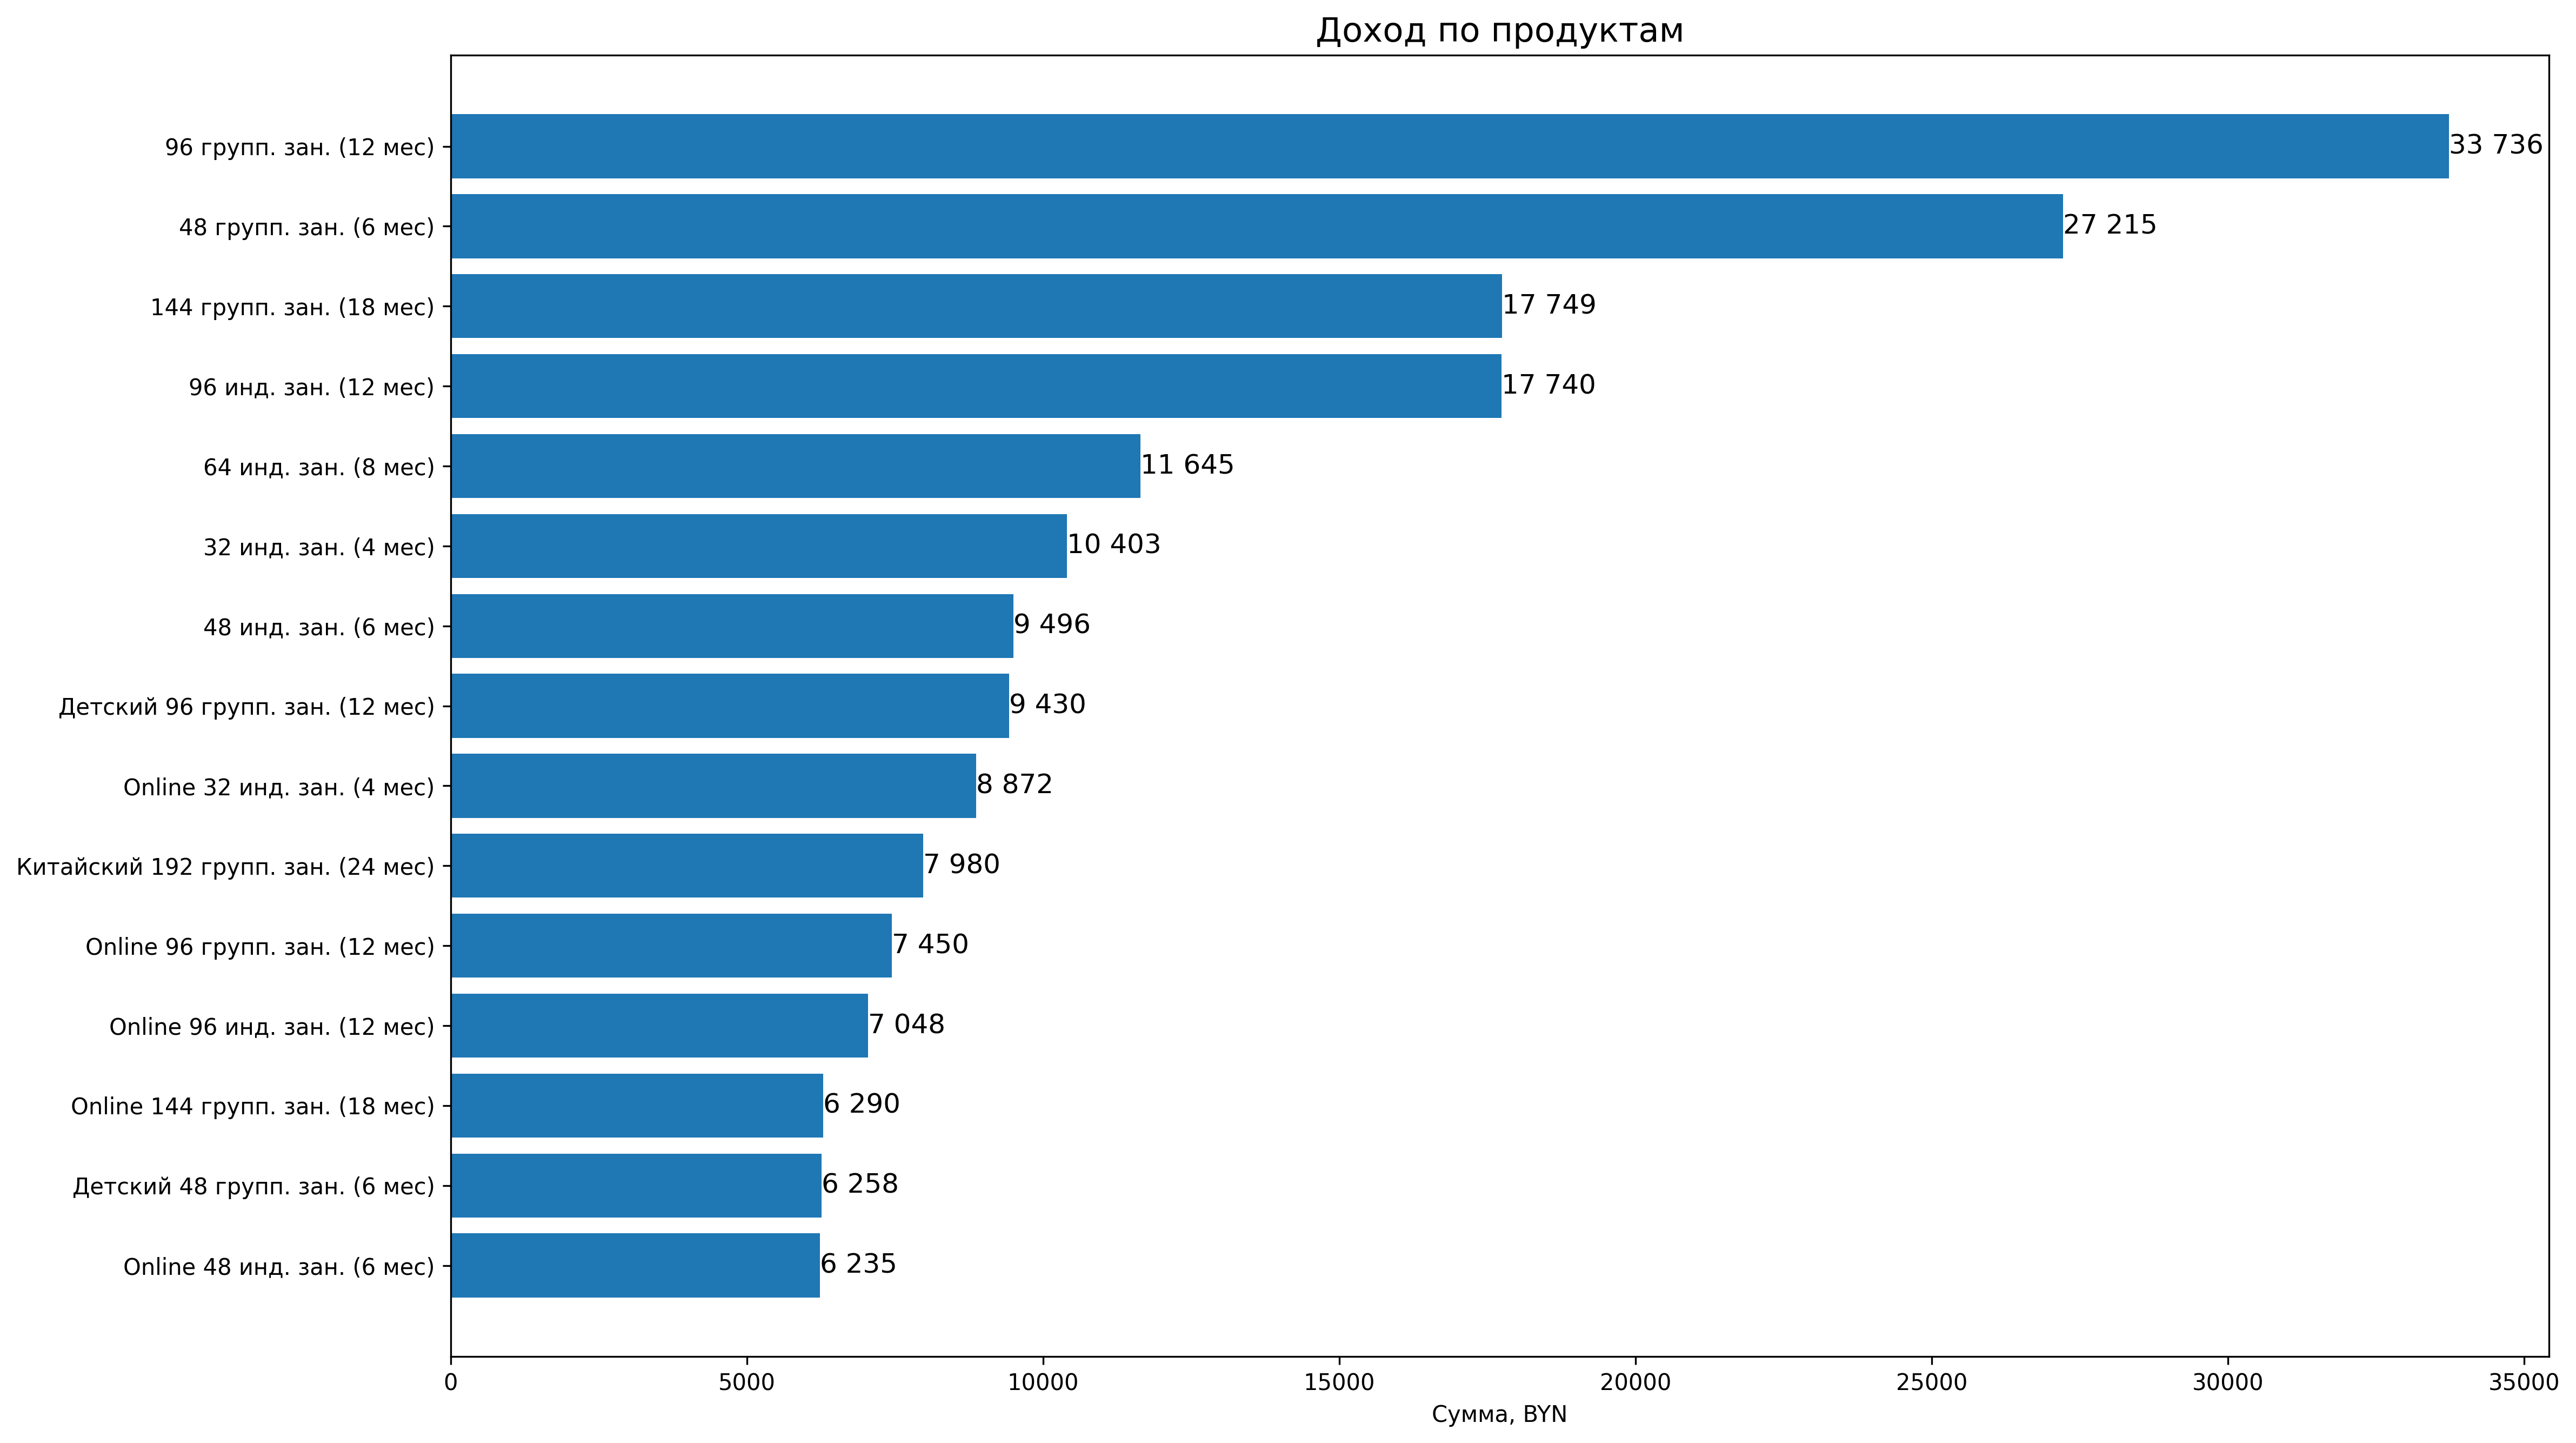 Доход по продуктам
96 групп. зан. (12 мес) 33 736
48 групп. зан. (6 мес) 27 215
144 групп. зан. (18 мес) 17 749
96 инд. зан. (12 мес) 17 740
64 инд. зан. (8 мес) 11 645
32 инд. зан. (4 мес) 10 403
48 инд. зан. (6 мес) 9 496
Детский 96 групп. зан. (12 мес) 9 430
Online 32 инд. зан. (4 мес) 8 872
Китайский 192 групп. зан. (24 мес) 7 980
Online 96 групп. зан. (12 мес) 7 450
Online 96 инд. зан. (12 мес) 7 048
Online 144 групп. зан. (18 мес) 6 290
Детский 48 групп. зан. (6 мес) 6 258
Online 48 инд. зан. (6 мес) 6 235
0 5000 10000 15000 20000 25000 30000 35000
Сумма, BYN